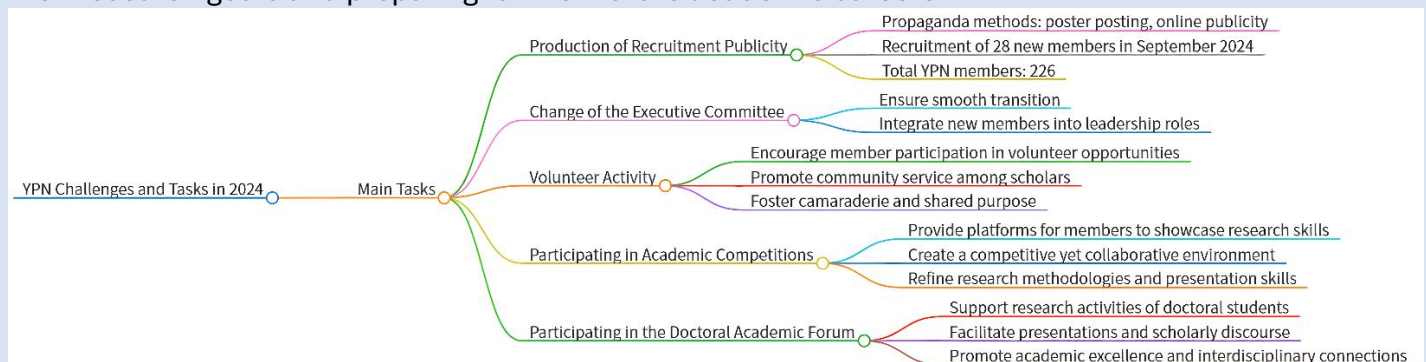 YPN Challenges and Tasks in 2024
Main Tasks
Production of Recruitment Publicity
Propaganda methods: poster posting, online publicity
Recruitment of 28 new members in September 2024
Total YPN members: 226
Change of the Executive Committee
Ensure smooth transition
Integrate new members into leadership roles
Volunteer Activity
Encourage member participation in volunteer opportunities
Promote community service among scholars
Foster camaraderie and shared purpose
Participating in Academic Competitions
Provide platforms for members to showcase research skills
Create a competitive yet collaborative environment
Refine research methodologies and presentation skills
Participating in the Doctoral Academic Forum
Support research activities of doctoral students
Facilitate presentations and scholarly discourse
Promote academic excellence and interdisciplinary connections